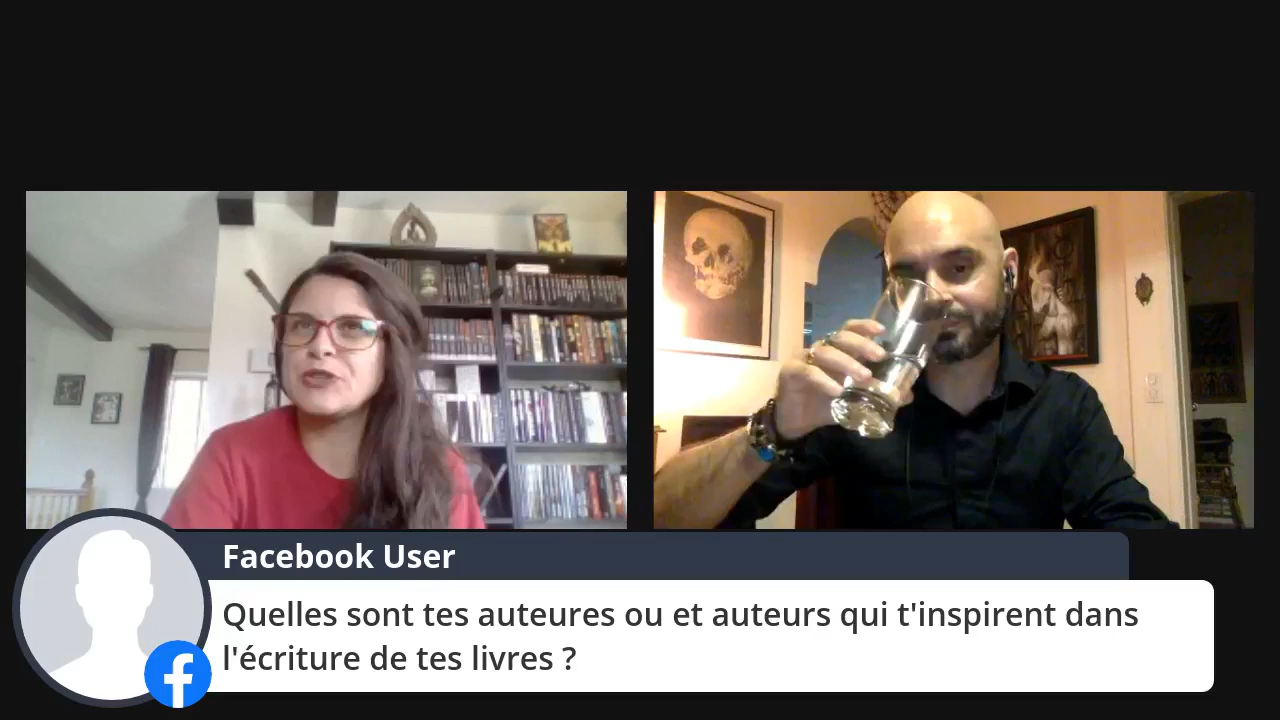 Facebook User
Quelles sont tes auteures ou et auteurs qui t'inspirent dans
l'écriture de tes livres ?